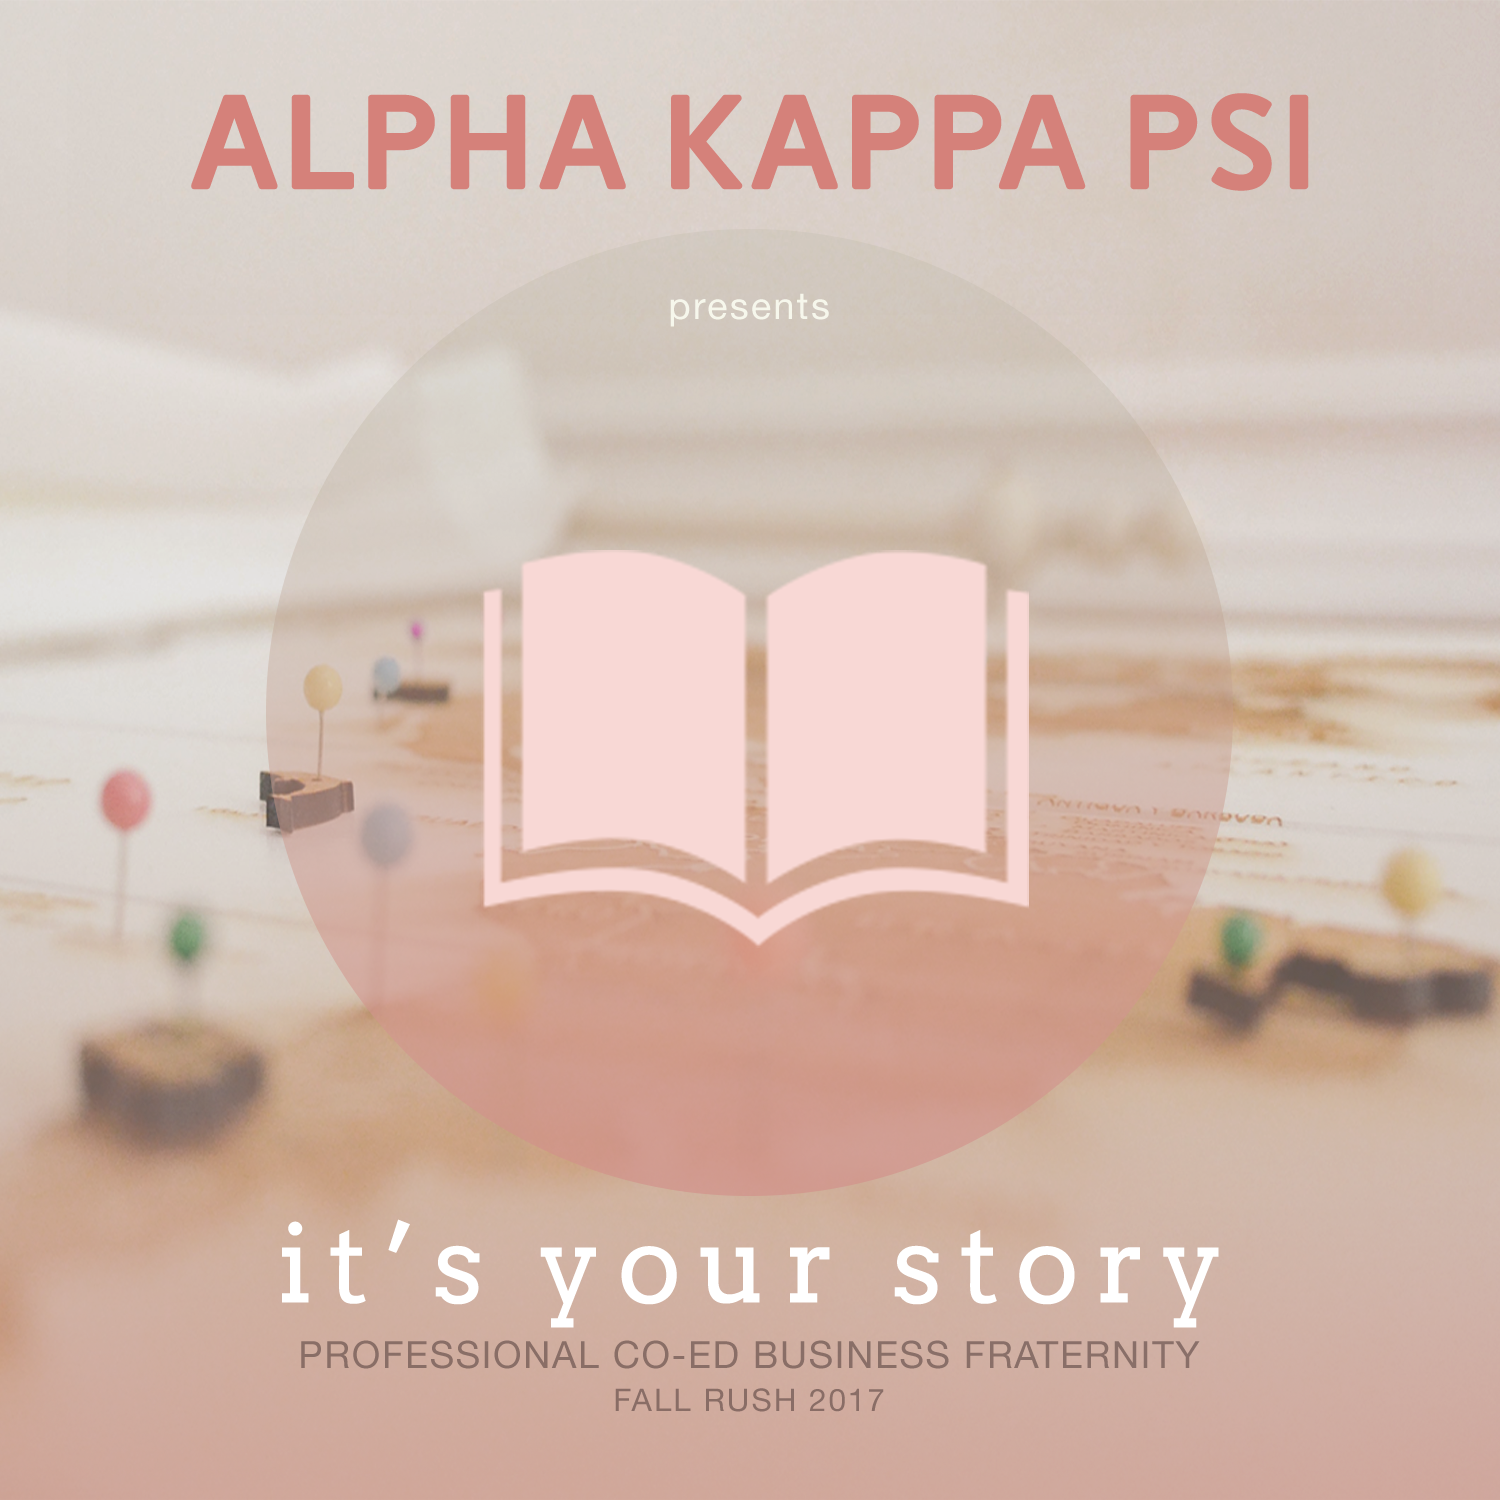 ALPHA KAPPA PSI
presents
it's your story
PROFESSIONAL CO-ED BUSINESS FRATERNITY
FALL RUSH 2017